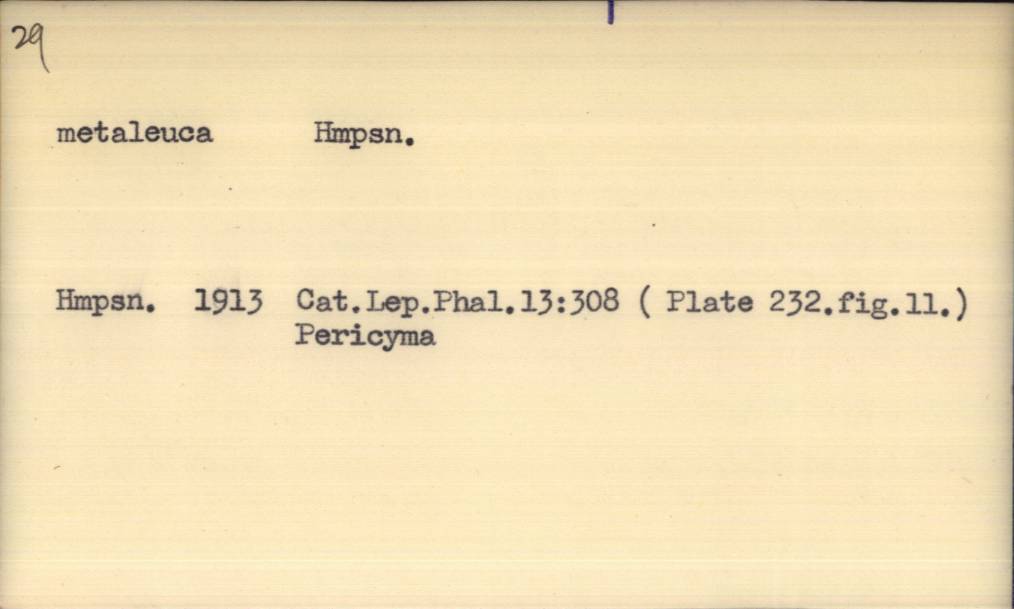 29
metaleuca Hmpsn.
Hmpsn. 1913 Cat.Lep.Phal.13:308 ( Plate 232.fig.11.)
Pericyma